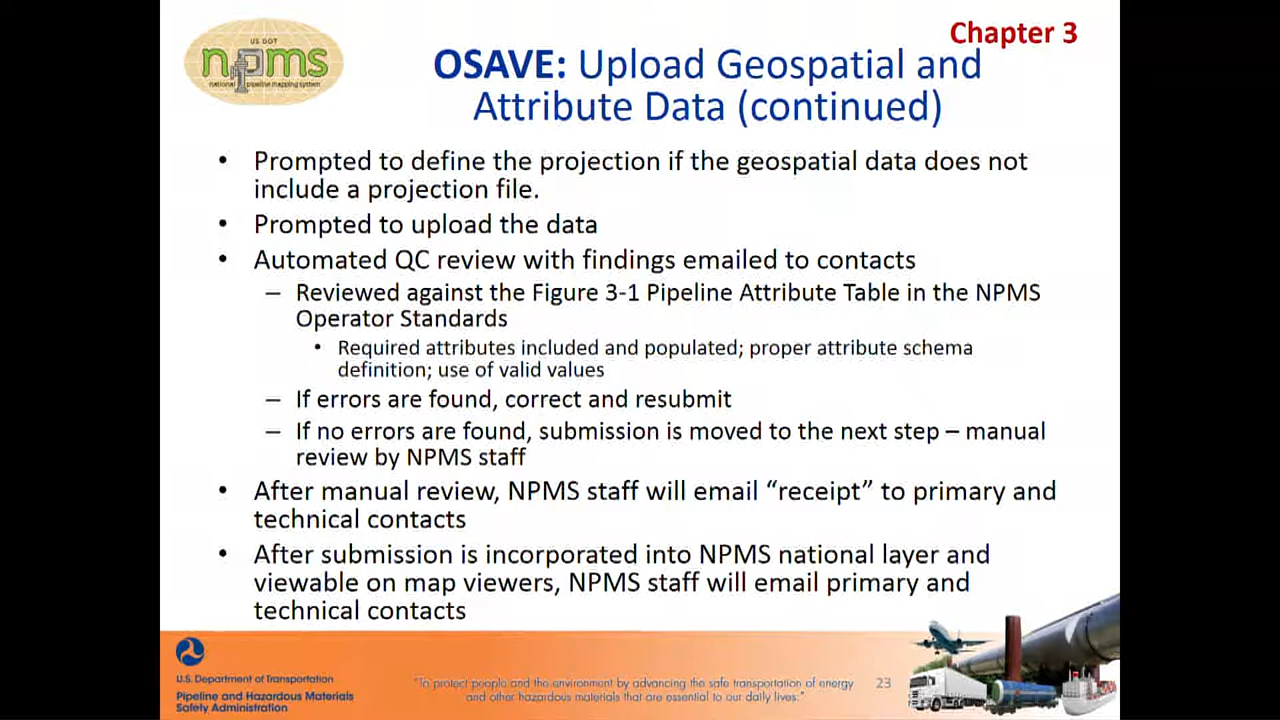 Chapter 3
US DOT
npms
national pipeline mapping system
OSAVE: Upload Geospatial and
Attribute Data (continued)
• Prompted to define the projection if the geospatial data does not
include a projection file.
• Prompted to upload the data
• Automated QC review with findings emailed to contacts
– Reviewed against the Figure 3-1 Pipeline Attribute Table in the NPMS
Operator Standards
• Required attributes included and populated; proper attribute schema
definition; use of valid values
– If errors are found, correct and resubmit
– If no errors are found, submission is moved to the next step – manual
review by NPMS staff
• After manual review, NPMS staff will email “receipt” to primary and
technical contacts
• After submission is incorporated into NPMS national layer and
viewable on map viewers, NPMS staff will email primary and
technical contacts
U.S. Department of Transportation
Pipeline and Hazardous Materials
Safety Administration
"To protect people and the environment by advancing the safe transportation of energy
and other hazardous materials that are essential to our daily lives."
23